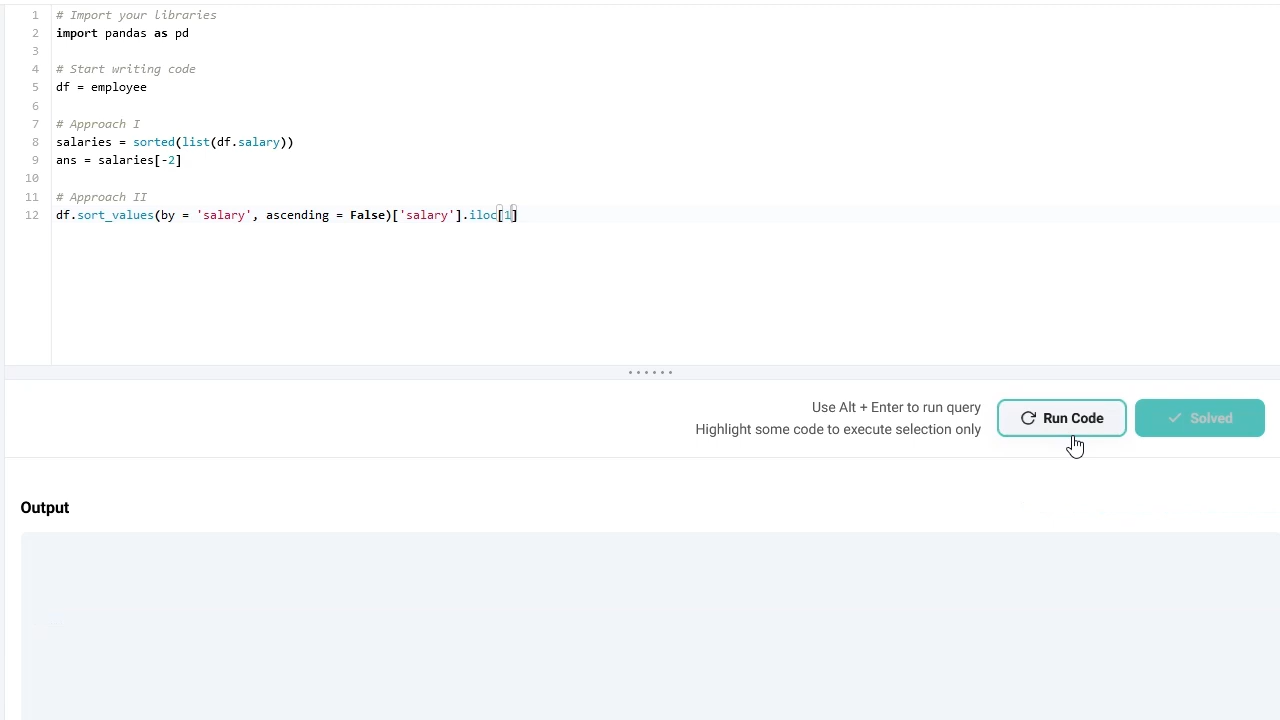 1 # Import your libraries
2 import pandas as pd
3
4 # Start writing code
5 df = employee
6
7 # Approach I
8 salaries = sorted(list(df.salary))
9 ans = salaries[-2]
10
11 # Approach II
12 df.sort_values(by = 'salary', ascending = False)['salary'].iloc[1]
Use Alt + Enter to run query
Highlight some code to execute selection only
Run Code
Solved
Output